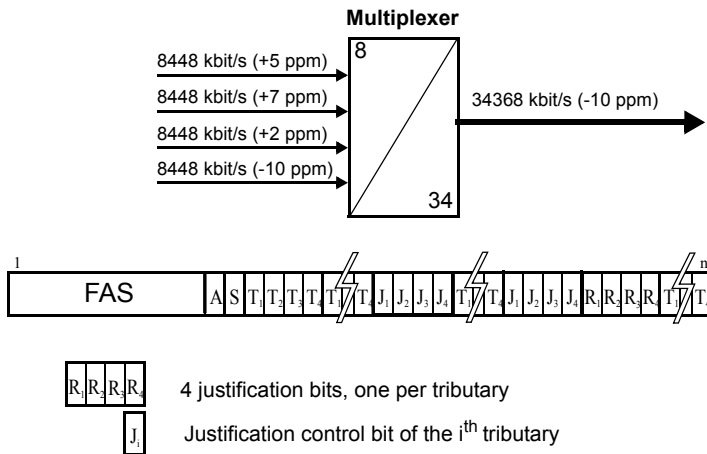 Multiplexer
8
8448 kbit/s (+5 ppm)
8448 kbit/s (+7 ppm)
8448 kbit/s (+2 ppm)
8448 kbit/s (-10 ppm)
34368 kbit/s (-10 ppm)
34
1 n
FAS A S T₁ T₂ T₃ T₄ T₁ T₄ J₁ J₂ J₃ J₄ T₁ T₄ J₁ J₂ J₃ J₄ R₁ R₂ R₃ R₄ T₁ T
R₁ R₂ R₃ R₄ 4 justification bits, one per tributary
Jᵢ Justification control bit of the iᵗʰ tributary